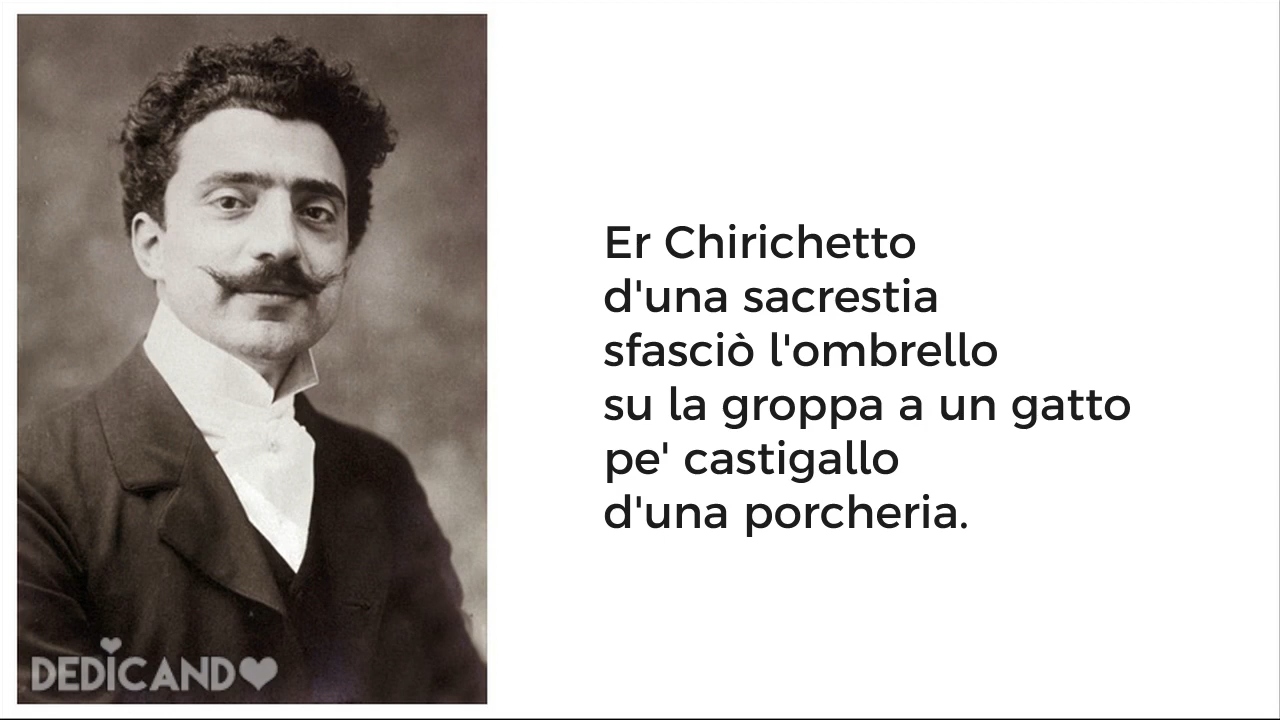 Er Chirichetto
d'una sacrestia
sfasciò l'ombrello
su la groppa a un gatto
pe' castigallo
d'una porcheria.
DEDICANDO